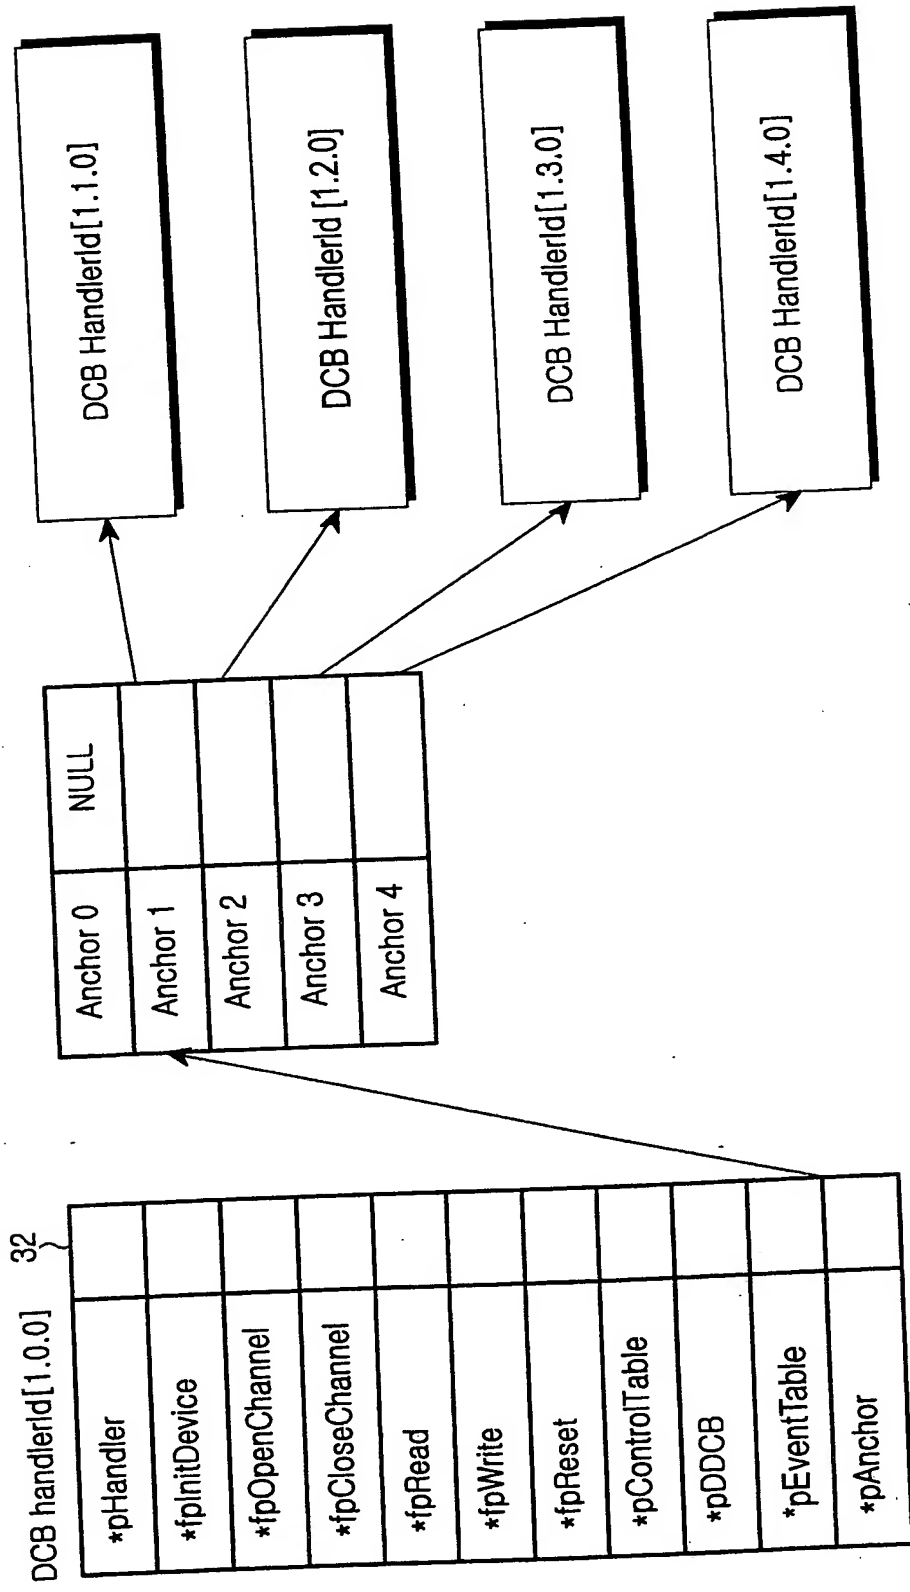 DCB handlerId[1.0.0]
32
*pHandler
*fpInitDevice
*fpOpenChannel
*fpCloseChannel
*fpRead
*fpWrite
*fpReset
*pControlTable
*pDDCB
*pEventTable
*pAnchor
Anchor 0 NULL
Anchor 1
Anchor 2
Anchor 3
Anchor 4
DCB HandlerId[1.1.0]
DCB HandlerId [1.2.0]
DCB HandlerId[1.3.0]
DCB HandlerId[1.4.0]